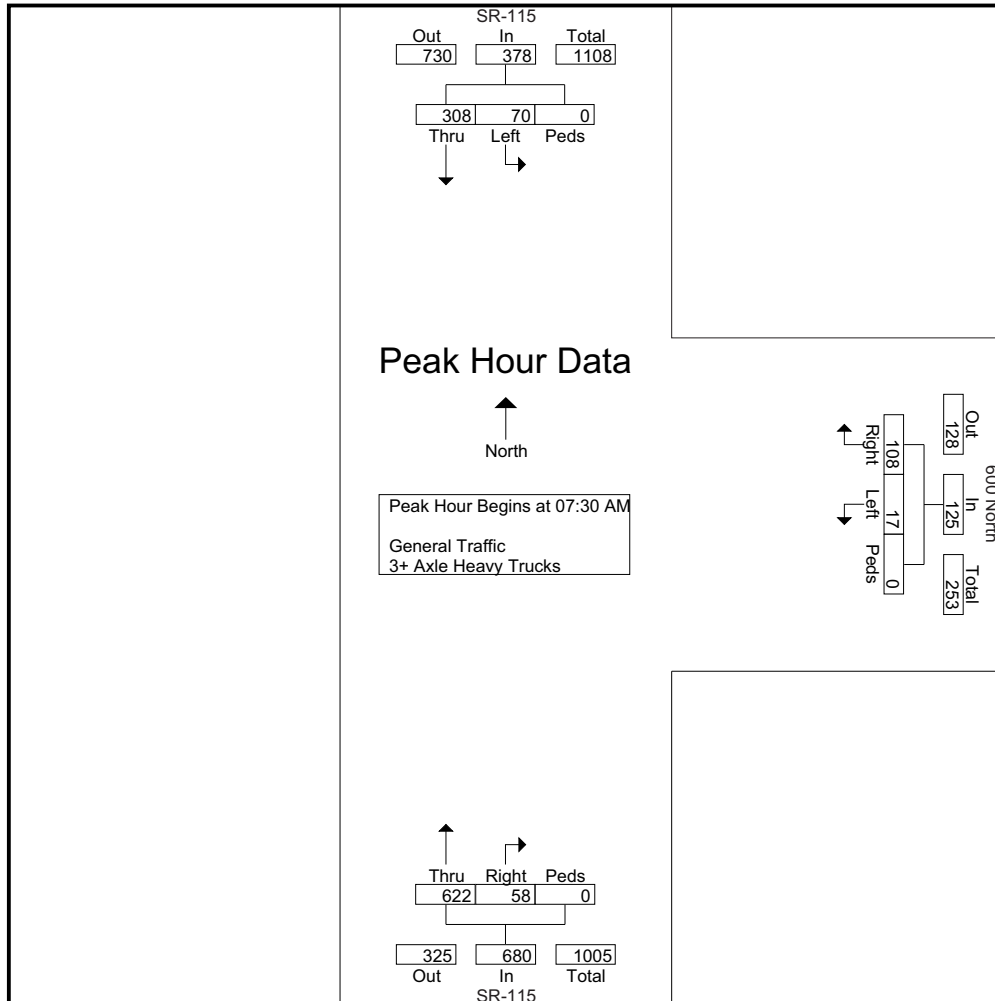 SR-115
Out In Total
730 378 1108
308 70 0
Thru Left Peds
Peak Hour Data
North
Peak Hour Begins at 07:30 AM
General Traffic
3+ Axle Heavy Trucks
600 North
Out In Total
128 125 253
108 17 0
Right Left Peds
Thru Right Peds
622 58 0
325 680 1005
Out In Total
SR-115